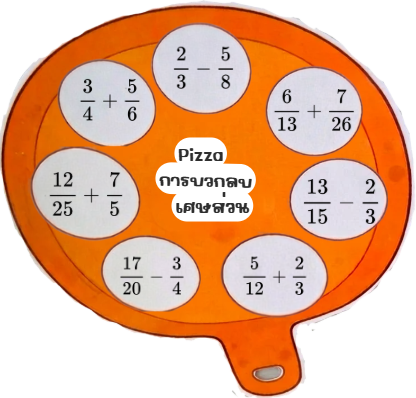 2/3 − 5/8
3/4 + 5/6
6/13 + 7/26
Pizza
การบวกลบ
เศษส่วน
12/25 + 7/5
13/15 − 2/3
17/20 − 3/4
5/12 + 2/3